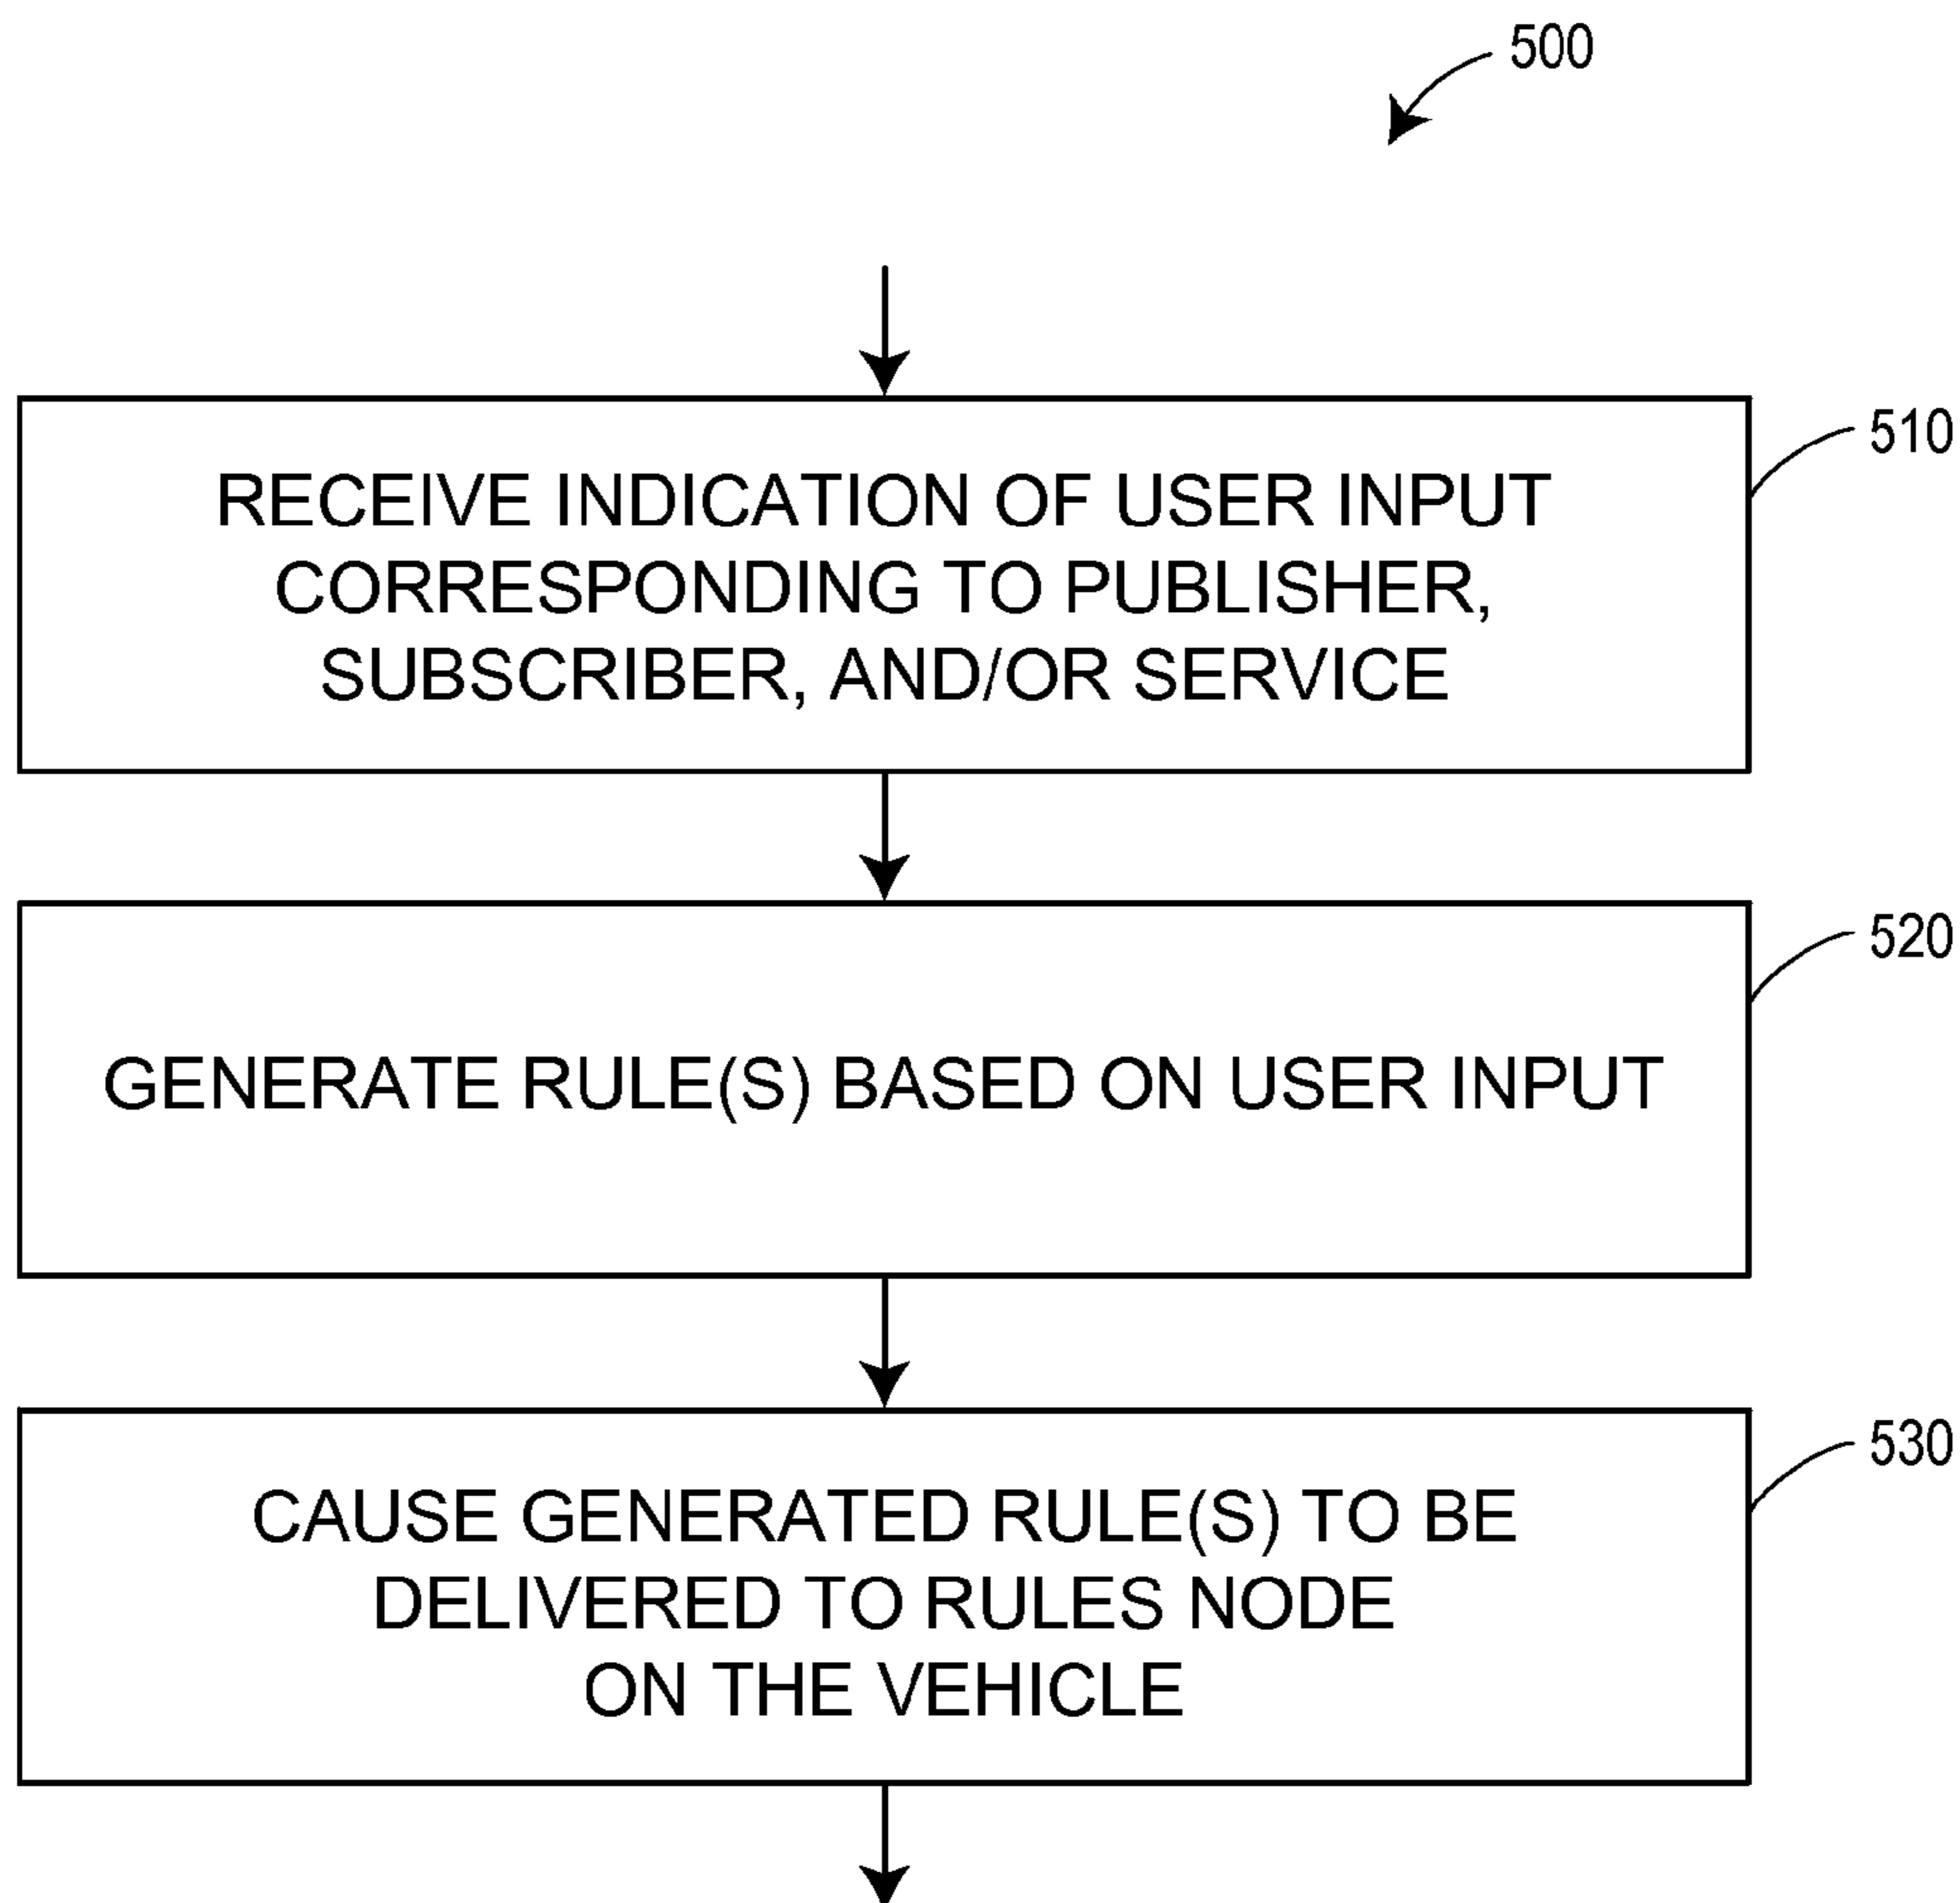 500
510
RECEIVE INDICATION OF USER INPUT
CORRESPONDING TO PUBLISHER,
SUBSCRIBER, AND/OR SERVICE
520
GENERATE RULE(S) BASED ON USER INPUT
530
CAUSE GENERATED RULE(S) TO BE
DELIVERED TO RULES NODE
ON THE VEHICLE